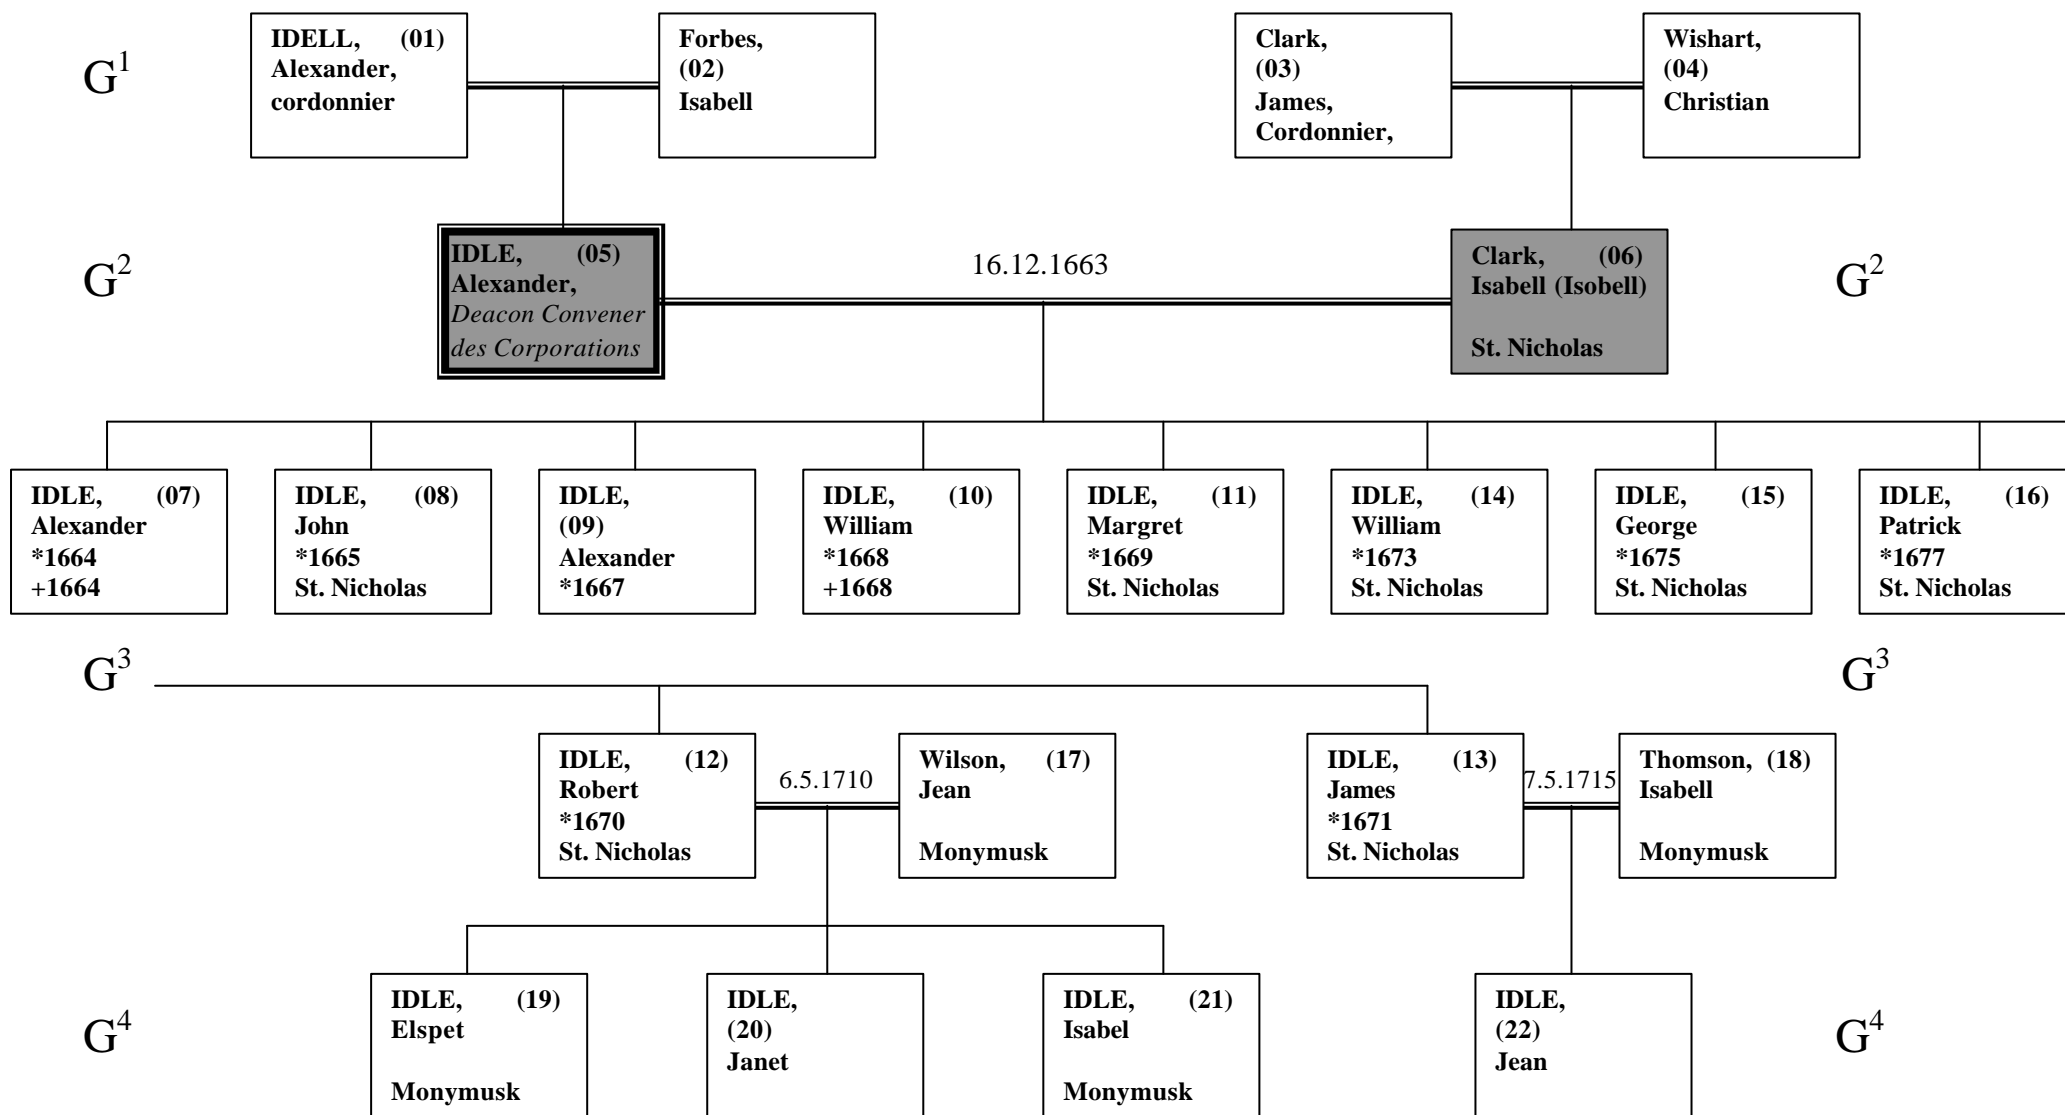 G1
IDELL, (01)
Alexander,
cordonnier
Forbes,
(02)
Isabell
Clark,
(03)
James,
Cordonnier,
Wishart,
(04)
Christian
G2
IDLE, (05)
Alexander,
Deacon Convener
des Corporations
16.12.1663
Clark, (06)
Isabell (Isobell)
St. Nicholas
G2
IDLE, (07)
Alexander
*1664
+1664
IDLE, (08)
John
*1665
St. Nicholas
IDLE,
(09)
Alexander
*1667
IDLE, (10)
William
*1668
+1668
IDLE, (11)
Margret
*1669
St. Nicholas
IDLE, (14)
William
*1673
St. Nicholas
IDLE, (15)
George
*1675
St. Nicholas
IDLE, (16)
Patrick
*1677
St. Nicholas
G3
G3
IDLE, (12)
Robert
*1670
St. Nicholas
6.5.1710
Wilson, (17)
Jean
Monymusk
IDLE, (13)
James
*1671
St. Nicholas
7.5.1715
Thomson, (18)
Isabell
Monymusk
G4
IDLE, (19)
Elspet
Monymusk
IDLE,
(20)
Janet
IDLE, (21)
Isabel
Monymusk
IDLE,
(22)
Jean
G4